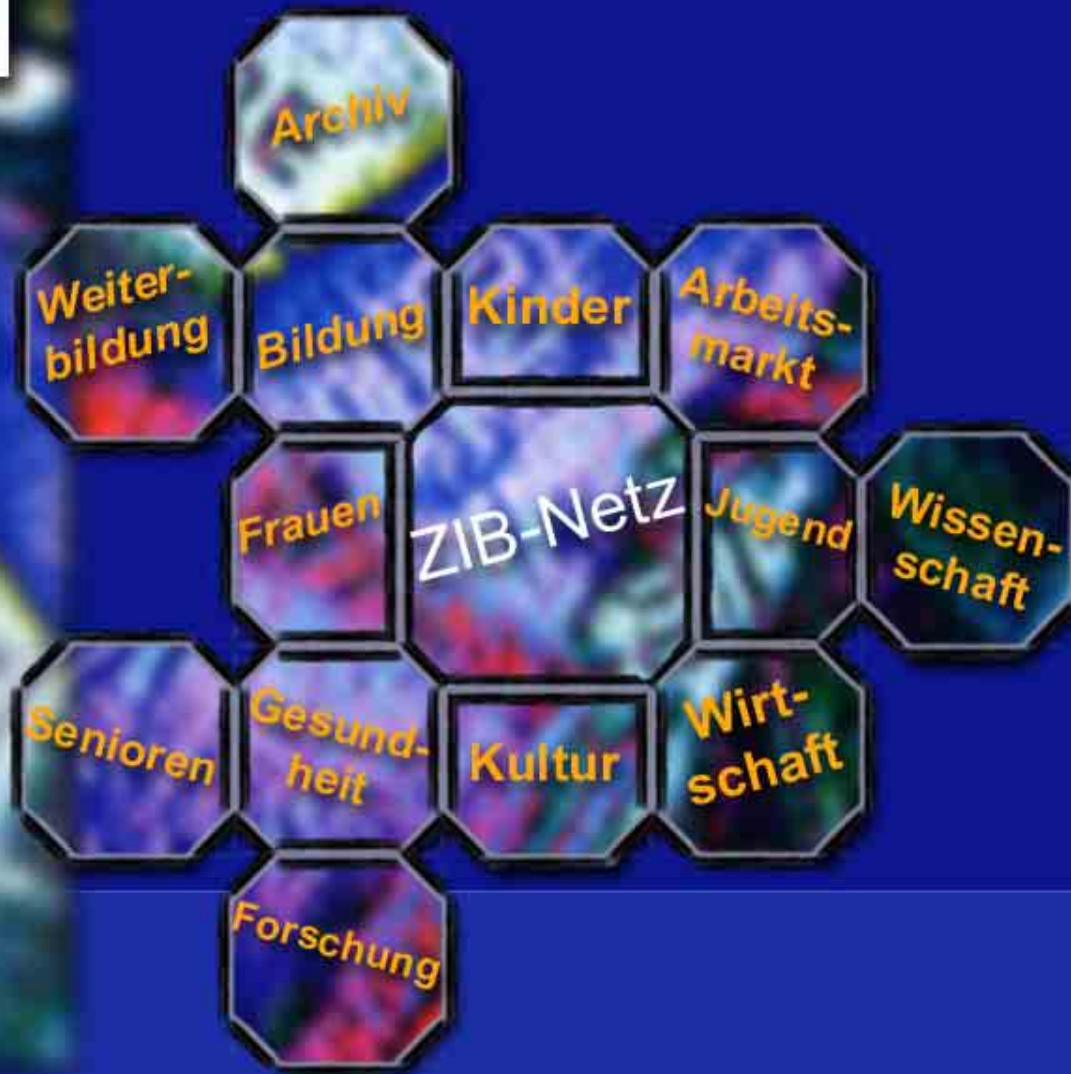 Archiv
Weiter-
bildung
Bildung
Kinder
Arbeits-
markt
Frauen
ZIB-Netz
Jugend
Wissen-
schaft
Senioren
Gesund-
heit
Kultur
Wirt-
schaft
Forschung